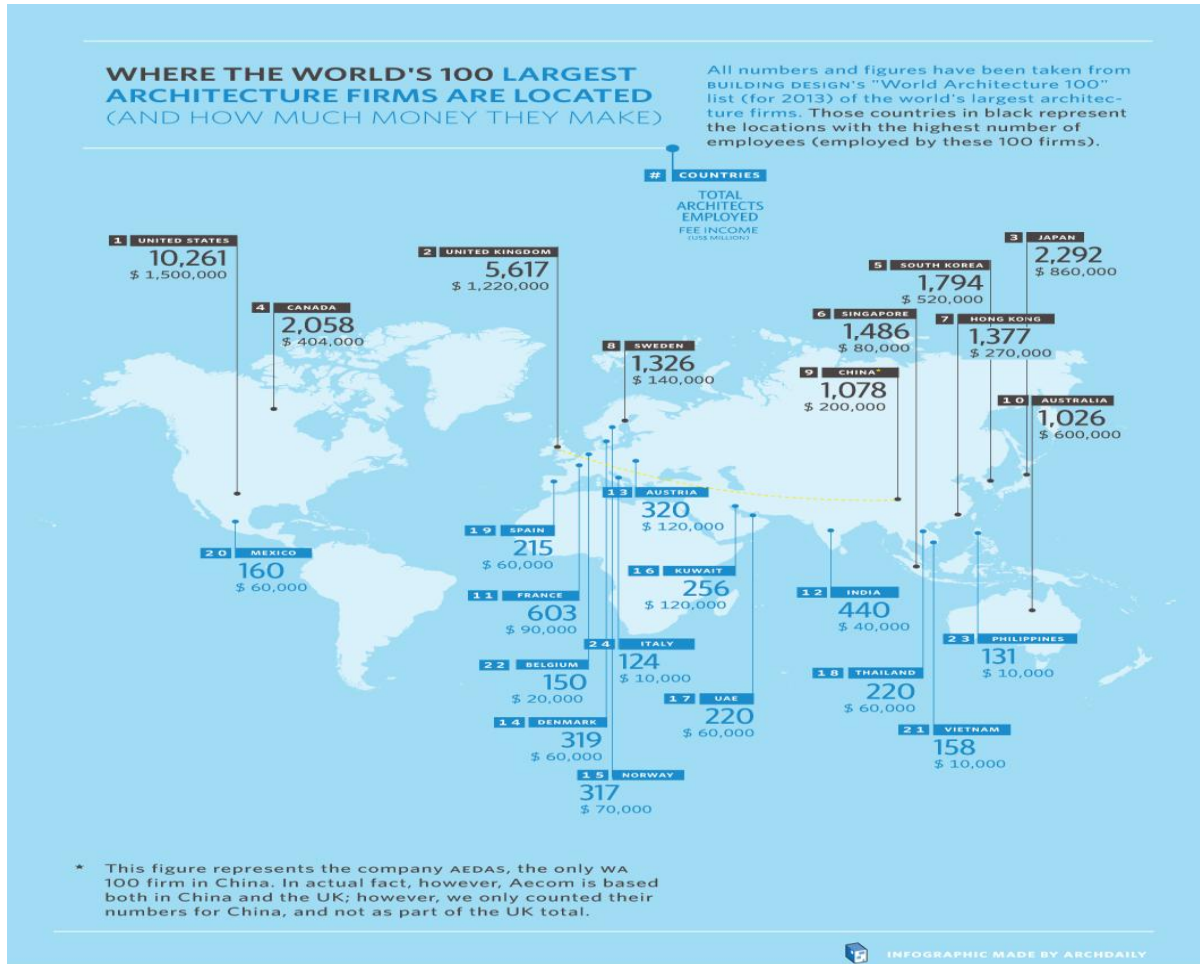 WHERE THE WORLD'S 100 LARGEST
ARCHITECTURE FIRMS ARE LOCATED
(AND HOW MUCH MONEY THEY MAKE)
All numbers and figures have been taken from
BUILDING DESIGN'S "World Architecture 100"
list (for 2013) of the world's largest architec-
ture firms. Those countries in black represent
the locations with the highest number of
employees (employed by these 100 firms).
# COUNTRIES
TOTAL
ARCHITECTS
EMPLOYED
FEE INCOME
(US$ MILLION)
1 UNITED STATES
10,261
$ 1,500,000
2 UNITED KINGDOM
5,617
$ 1,220,000
3 JAPAN
2,292
$ 860,000
4 CANADA
2,058
$ 404,000
5 SOUTH KOREA
1,794
$ 520,000
6 SINGAPORE
1,486
$ 80,000
7 HONG KONG
1,377
$ 270,000
8 SWEDEN
1,326
$ 140,000
9 CHINA*
1,078
$ 200,000
10 AUSTRALIA
1,026
$ 600,000
13 AUSTRIA
320
$ 120,000
19 SPAIN
215
$ 60,000
20 MEXICO
160
$ 60,000
16 KUWAIT
256
$ 120,000
11 FRANCE
603
$ 90,000
12 INDIA
440
$ 40,000
24 ITALY
124
$ 10,000
23 PHILIPPINES
131
$ 10,000
22 BELGIUM
150
$ 20,000
18 THAILAND
220
$ 60,000
17 UAE
220
$ 60,000
14 DENMARK
319
$ 60,000
21 VIETNAM
158
$ 10,000
15 NORWAY
317
$ 70,000
* This figure represents the company AEDAS, the only WA
100 firm in China. In actual fact, however, Aecom is based
both in China and the UK; however, we only counted their
numbers for China, and not as part of the UK total.
INFOGRAPHIC MADE BY ARCHDAILY